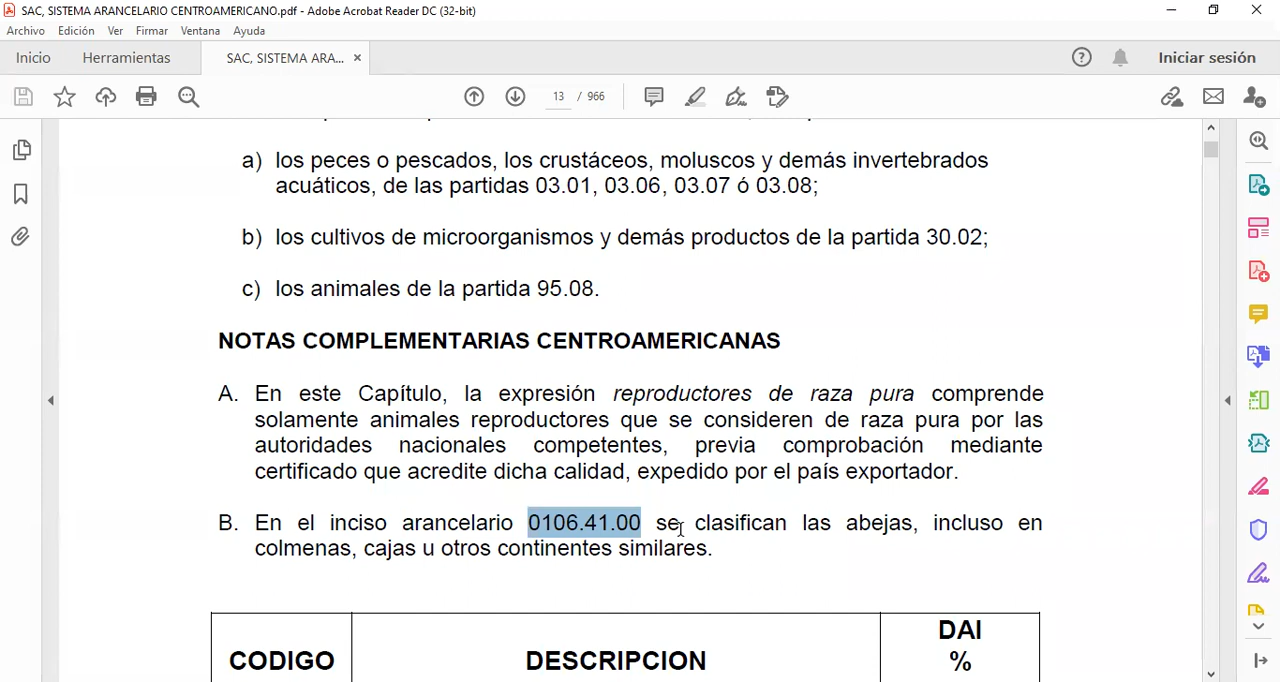 SAC, SISTEMA ARANCELARIO CENTROAMERICANO.pdf - Adobe Acrobat Reader DC (32-bit)
Archivo Edición Ver Firmar Ventana Ayuda
Inicio Herramientas SAC, SISTEMA ARA... × Iniciar sesión
13 / 966
a) los peces o pescados, los crustáceos, moluscos y demás invertebrados
acuáticos, de las partidas 03.01, 03.06, 03.07 ó 03.08;
b) los cultivos de microorganismos y demás productos de la partida 30.02;
c) los animales de la partida 95.08.
NOTAS COMPLEMENTARIAS CENTROAMERICANAS
A. En este Capítulo, la expresión reproductores de raza pura comprende
solamente animales reproductores que se consideren de raza pura por las
autoridades nacionales competentes, previa comprobación mediante
certificado que acredite dicha calidad, expedido por el país exportador.
B. En el inciso arancelario 0106.41.00 se clasifican las abejas, incluso en
colmenas, cajas u otros continentes similares.
CODIGO DESCRIPCION DAI
%